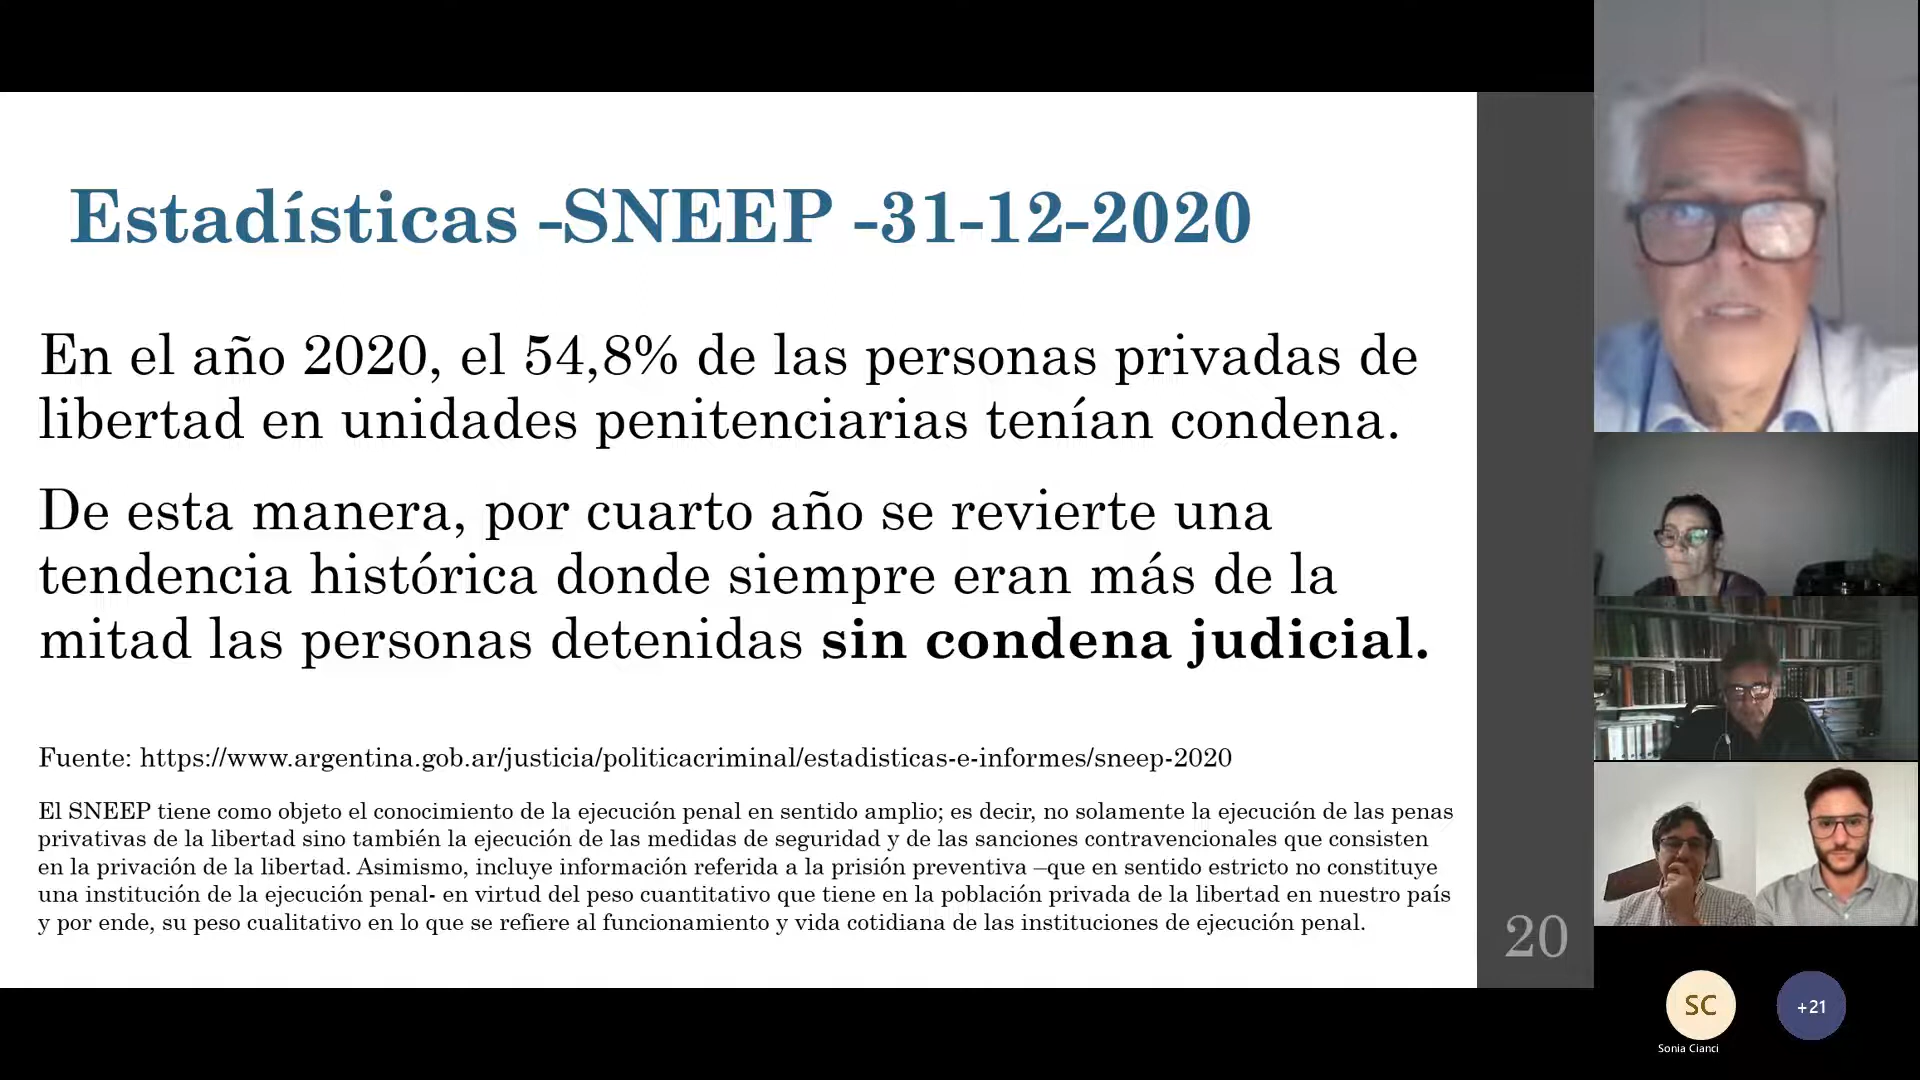 Estadísticas -SNEEP -31-12-2020
En el año 2020, el 54,8% de las personas privadas de
libertad en unidades penitenciarias tenían condena.
De esta manera, por cuarto año se revierte una
tendencia histórica donde siempre eran más de la
mitad las personas detenidas sin condena judicial.
Fuente: https://www.argentina.gob.ar/justicia/politicacriminal/estadisticas-e-informes/sneep-2020
El SNEEP tiene como objeto el conocimiento de la ejecución penal en sentido amplio; es decir, no solamente la ejecución de las penas
privativas de la libertad sino también la ejecución de las medidas de seguridad y de las sanciones contravencionales que consisten
en la privación de la libertad. Asimismo, incluye información referida a la prisión preventiva –que en sentido estricto no constituye
una institución de la ejecución penal- en virtud del peso cuantitativo que tiene en la población privada de la libertad en nuestro país
y por ende, su peso cualitativo en lo que se refiere al funcionamiento y vida cotidiana de las instituciones de ejecución penal.
20
SC
+21
Sonia Cianci